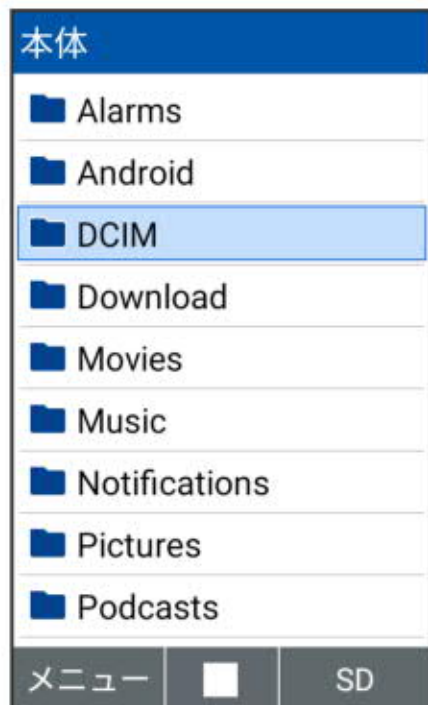 本体
Alarms
Android
DCIM
Download
Movies
Music
Notifications
Pictures
Podcasts
メニュー SD